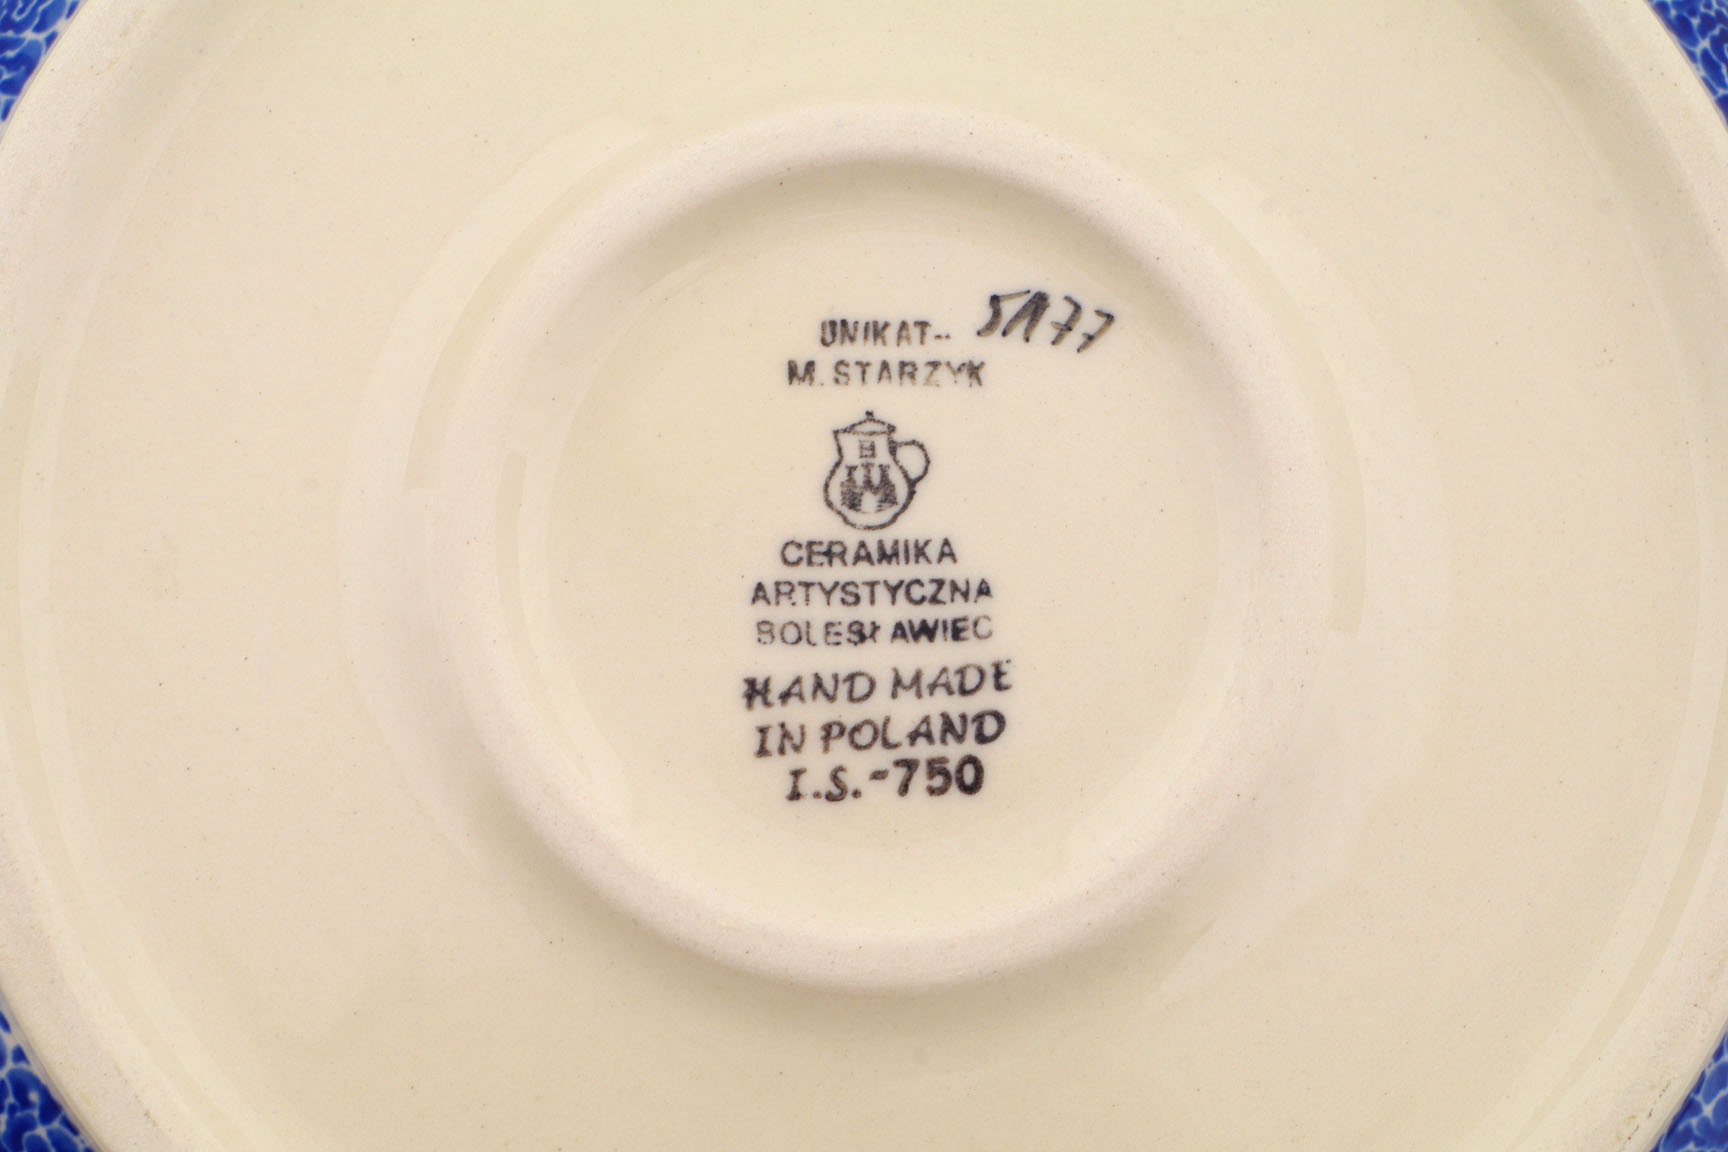 UNIKAT-- 5177
M. STARZYK
CERAMIKA
ARTYSTYCZNA
BOLESŁAWIEC
HAND MADE
IN POLAND
I.S.-750